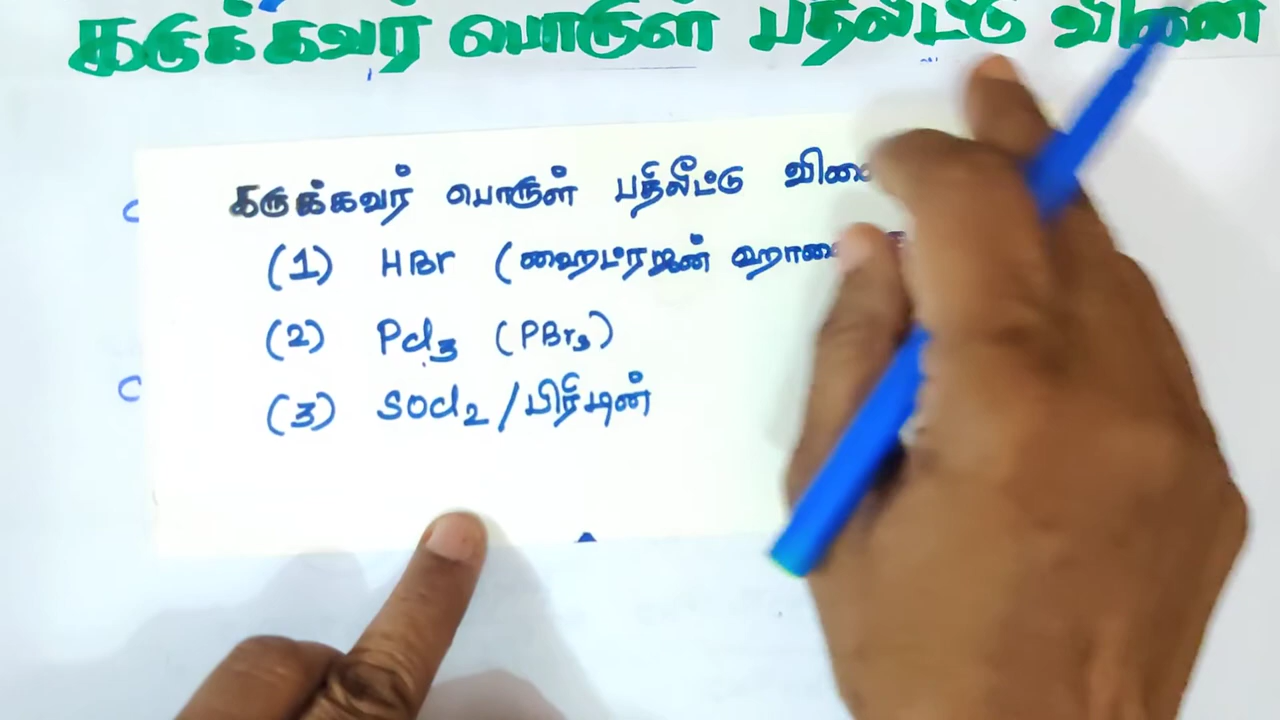 கருக்கவர் பொருள் பதிலீட்டு வினை
கருக்கவர் பொருள் பதிலீட்டு
(1) HBr (ஹைட்ரஜன்
(2) PCl3 (PBr3)
(3) SOCl2 / பிரிடின்